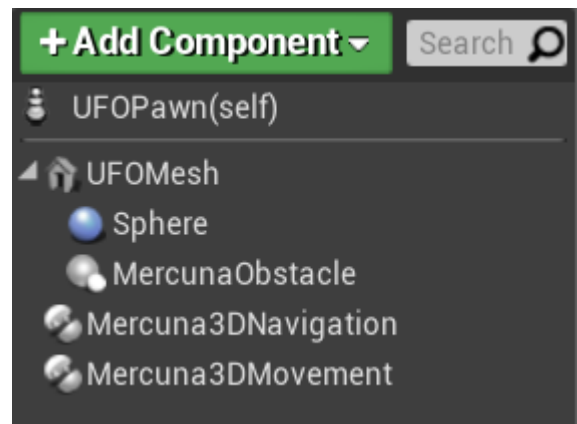 +Add Component Search
UFOPawn(self)
UFOMesh
Sphere
MercunaObstacle
Mercuna3DNavigation
Mercuna3DMovement